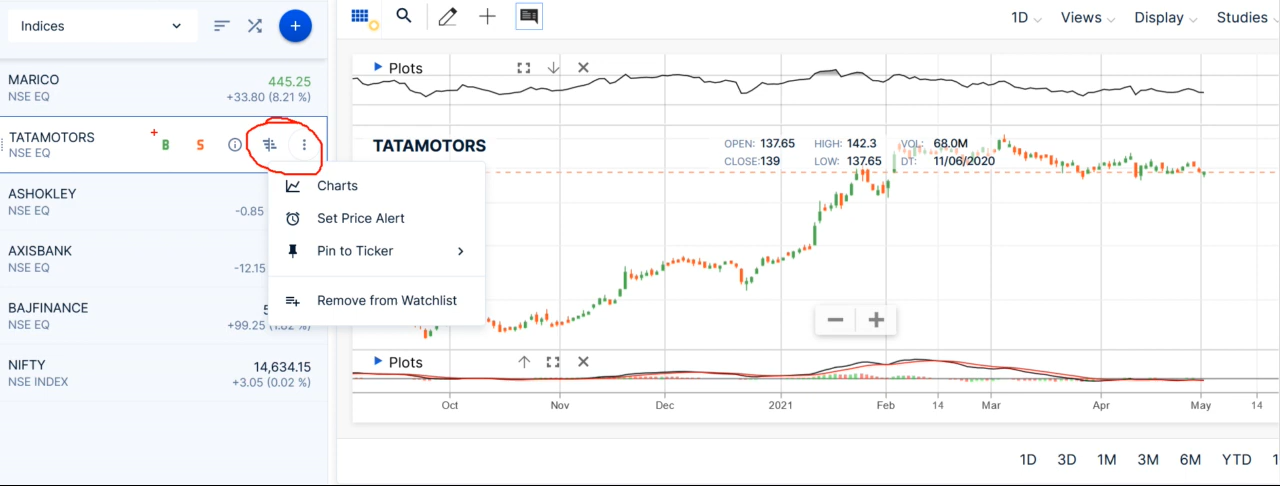 Indices
+
MARICO 445.25
NSE EQ +33.80 (8.21 %)
TATAMOTORS B S
NSE EQ
ASHOKLEY
NSE EQ -0.85
AXISBANK
NSE EQ -12.15
BAJFINANCE
NSE EQ +99.25
NIFTY 14,634.15
NSE INDEX +3.05 (0.02 %)
Charts
Set Price Alert
Pin to Ticker
Remove from Watchlist
1D Views Display Studies
Plots
TATAMOTORS
OPEN: 137.65 HIGH: 142.3 VOL: 68.0M
CLOSE:139 LOW: 137.65 DT: 11/06/2020
Plots
Oct Nov Dec 2021 Feb 14 Mar Apr May 14
1D 3D 1M 3M 6M YTD